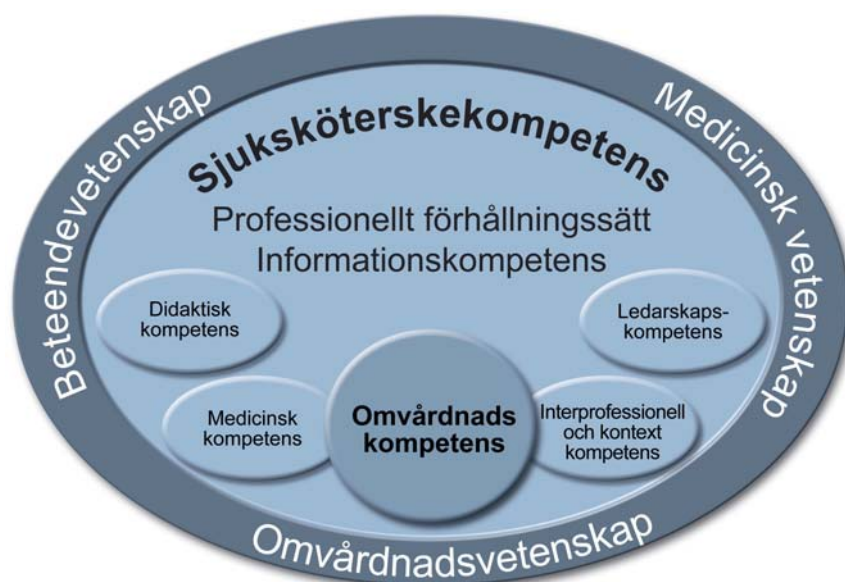 Beteendevetenskap
Medicinsk vetenskap
Sjuksköterskekompetens
Professionellt förhållningssätt
Informationskompetens
Didaktisk
kompetens
Ledarskaps-
kompetens
Medicinsk
kompetens
Omvårdnads
kompetens
Interprofessionell
och kontext
kompetens
Omvårdnadsvetenskap